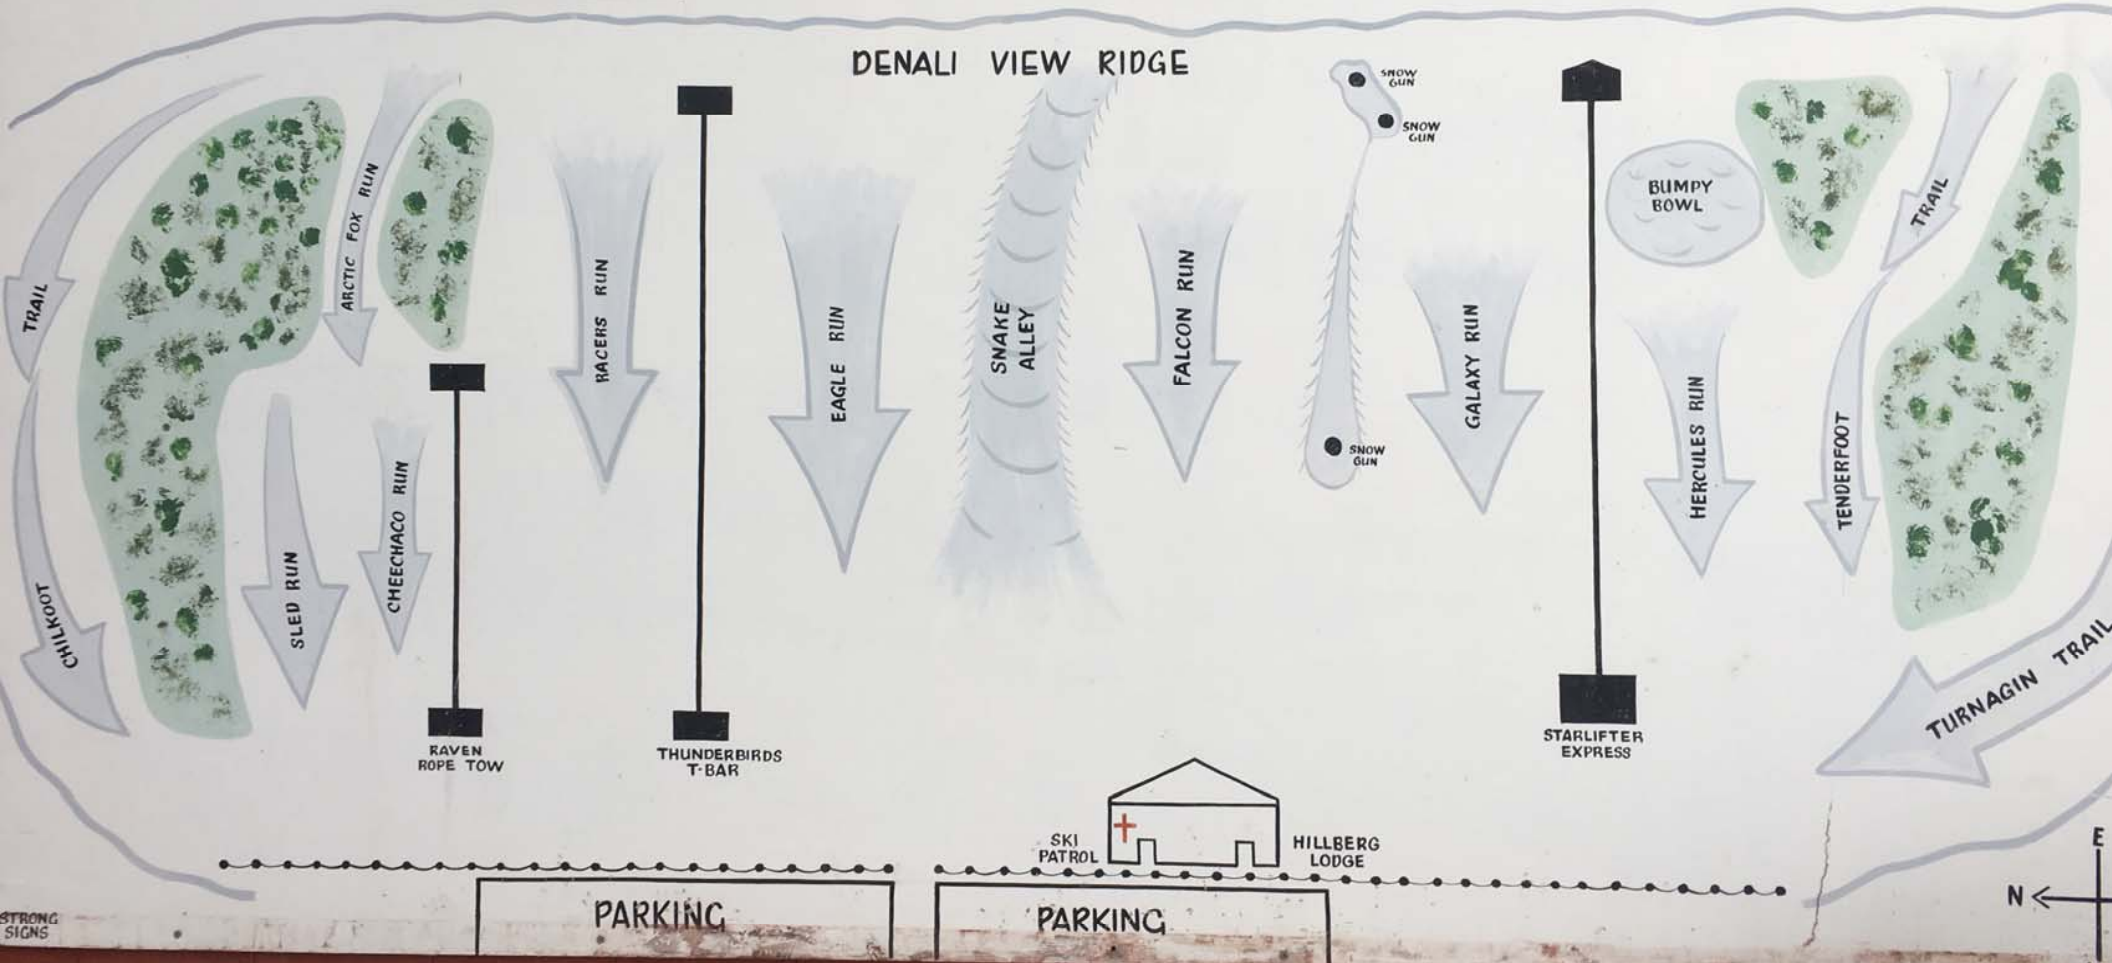 DENALI VIEW RIDGE
SNOW
GUN
SNOW
GUN
TRAIL
ARCTIC FOX RUN
RACERS RUN
EAGLE RUN
SNAKE
ALLEY
FALCON RUN
GALAXY RUN
BUMPY
BOWL
TRAIL
SNOW
GUN
HERCULES RUN
TENDERFOOT
CHILKOOT
SLED RUN
CHEECHACO RUN
TURNAGIN TRAIL
RAVEN
ROPE TOW
THUNDERBIRDS
T-BAR
STARLIFTER
EXPRESS
SKI
PATROL
HILLBERG
LODGE
E
N
PARKING
PARKING
STRONG
SIGNS